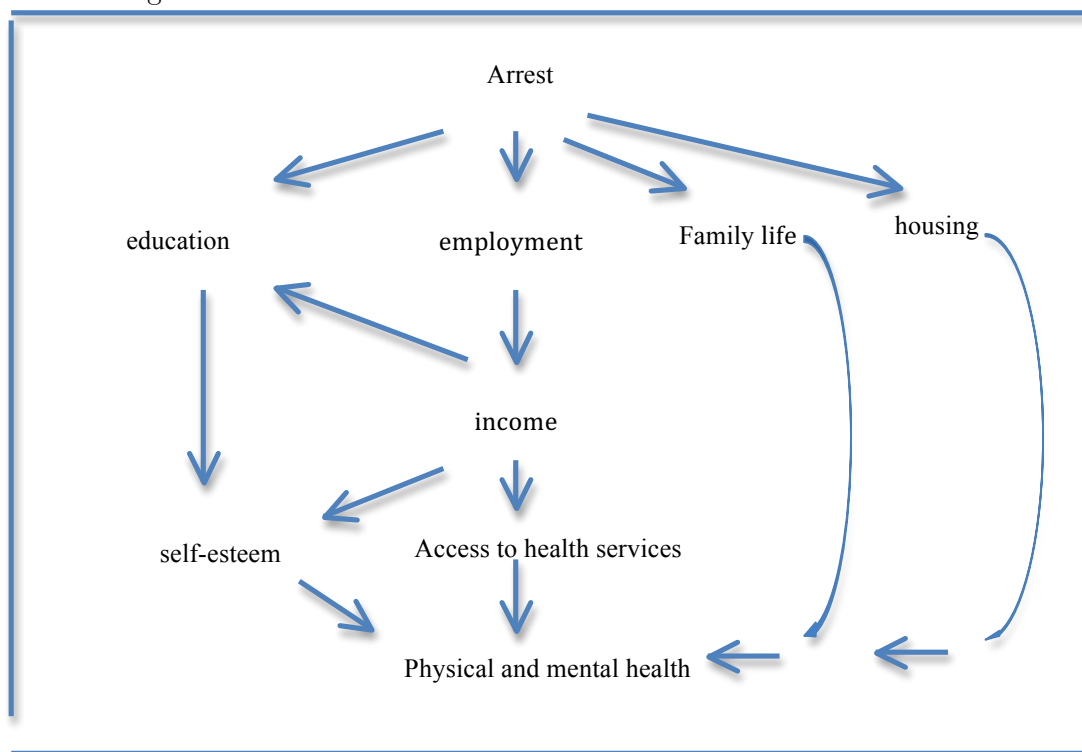 Arrest
education
employment
Family life
housing
income
self-esteem
Access to health services
Physical and mental health